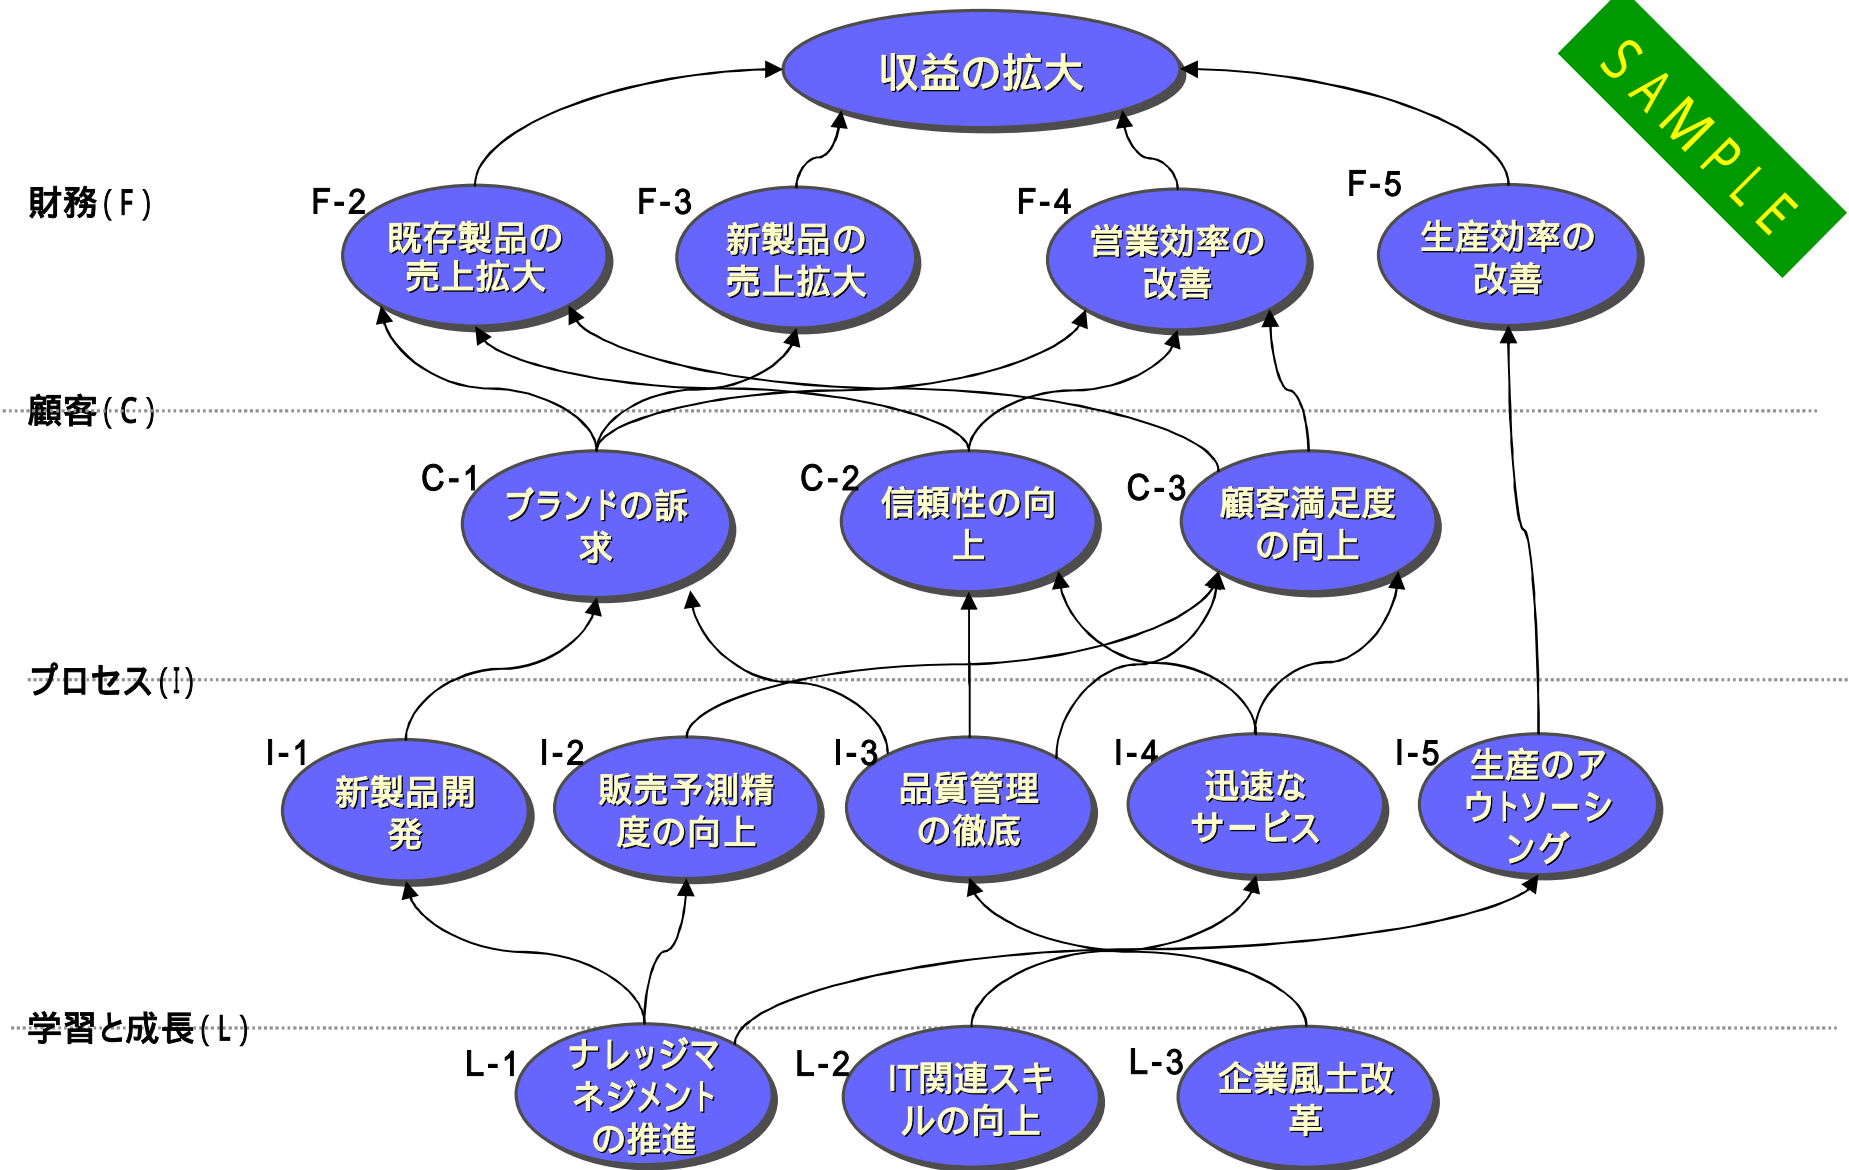 収益の拡大
SAMPLE
財務(F)
F-2
既存製品の
売上拡大
F-3
新製品の
売上拡大
F-4
営業効率の
改善
F-5
生産効率の
改善
顧客(C)
C-1
ブランドの訴
求
C-2
信頼性の向
上
C-3
顧客満足度
の向上
プロセス(I)
I-1
新製品開
発
I-2
販売予測精
度の向上
I-3
品質管理
の徹底
I-4
迅速な
サービス
I-5
生産のア
ウトソーシ
ング
学習と成長(L)
L-1
ナレッジマ
ネジメント
の推進
L-2
IT関連スキ
ルの向上
L-3
企業風土改
革